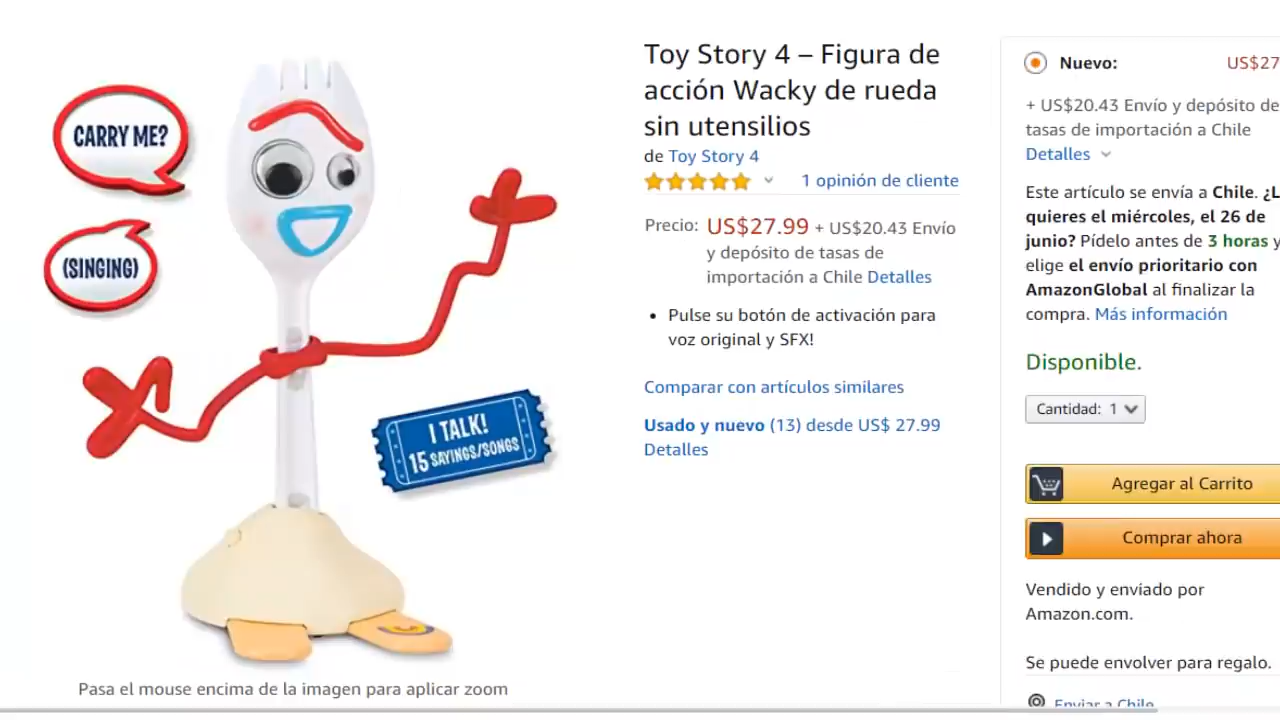 CARRY ME?
(SINGING)
I TALK!
15 SAYINGS/SONGS
Pasa el mouse encima de la imagen para aplicar zoom
Toy Story 4 – Figura de
acción Wacky de rueda
sin utensilios
de Toy Story 4
1 opinión de cliente
Precio: US$27.99 + US$20.43 Envío
y depósito de tasas de
importación a Chile Detalles
• Pulse su botón de activación para
voz original y SFX!
Comparar con artículos similares
Usado y nuevo (13) desde US$ 27.99
Detalles
Nuevo: US$27
+ US$20.43 Envío y depósito de
tasas de importación a Chile
Detalles
Este artículo se envía a Chile. ¿L
quieres el miércoles, el 26 de
junio? Pídelo antes de 3 horas y
elige el envío prioritario con
AmazonGlobal al finalizar la
compra. Más información
Disponible.
Cantidad: 1
Agregar al Carrito
Comprar ahora
Vendido y enviado por
Amazon.com.
Se puede envolver para regalo.
Enviar a Chile